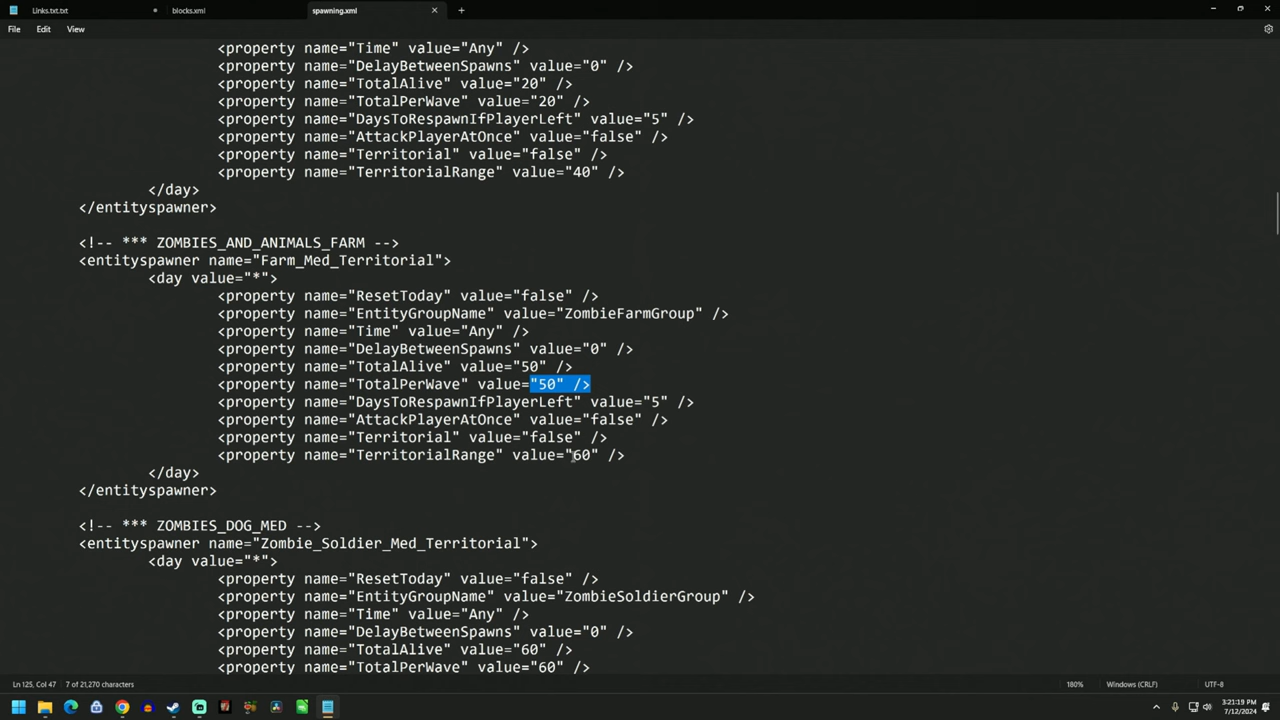 Links.txt.txt
blocks.xml
spawning.xml
File Edit View
<property name="Time" value="Any" />
<property name="DelayBetweenSpawns" value="0" />
<property name="TotalAlive" value="20" />
<property name="TotalPerWave" value="20" />
<property name="DaysToRespawnIfPlayerLeft" value="5" />
<property name="AttackPlayerAtOnce" value="false" />
<property name="Territorial" value="false" />
<property name="TerritorialRange" value="40" />
</day>
</entityspawner>
<!-- *** ZOMBIES_AND_ANIMALS_FARM -->
<entityspawner name="Farm_Med_Territorial">
<day value="*">
<property name="ResetToday" value="false" />
<property name="EntityGroupName" value="ZombieFarmGroup" />
<property name="Time" value="Any" />
<property name="DelayBetweenSpawns" value="0" />
<property name="TotalAlive" value="50" />
<property name="TotalPerWave" value="50" />
<property name="DaysToRespawnIfPlayerLeft" value="5" />
<property name="AttackPlayerAtOnce" value="false" />
<property name="Territorial" value="false" />
<property name="TerritorialRange" value="60" />
</day>
</entityspawner>
<!-- *** ZOMBIES_DOG_MED -->
<entityspawner name="Zombie_Soldier_Med_Territorial">
<day value="*">
<property name="ResetToday" value="false" />
<property name="EntityGroupName" value="ZombieSoldierGroup" />
<property name="Time" value="Any" />
<property name="DelayBetweenSpawns" value="0" />
<property name="TotalAlive" value="60" />
<property name="TotalPerWave" value="60" />
Ln 125, Col 47 7 of 21,270 characters 180% Windows (CRLF) UTF-8
3:21:19 PM
7/12/2024